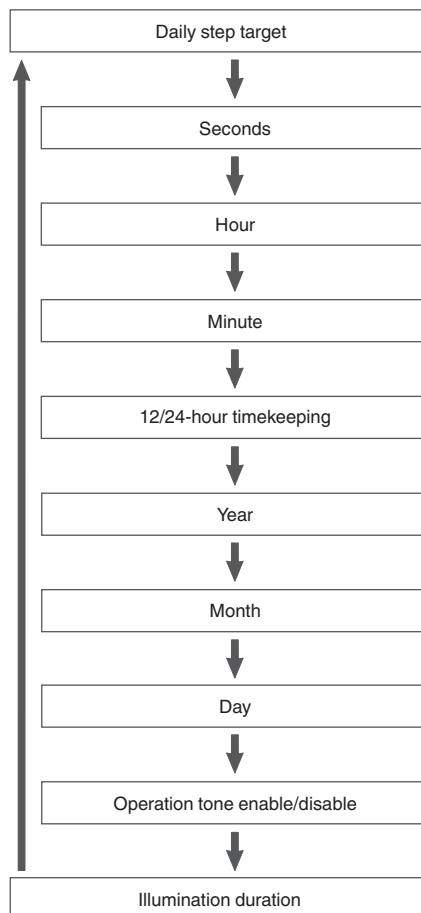 Daily step target
Seconds
Hour
Minute
12/24-hour timekeeping
Year
Month
Day
Operation tone enable/disable
Illumination duration